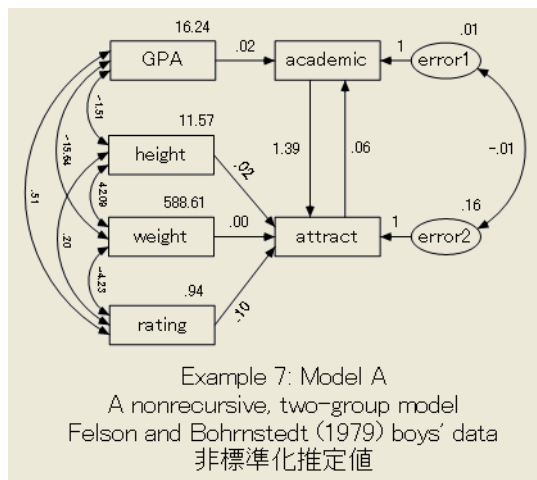 16.24
GPA
.02
academic
1
.01
error1
-1.51
11.57
height
.02
1.39
.06
-.01
-15.64
42.09
588.61
weight
.00
attract
1
.16
error2
.51
.20
-4.23
.94
rating
.10
Example 7: Model A
A nonrecursive, two-group model
Felson and Bohrnstedt (1979) boys' data
非標準化推定値